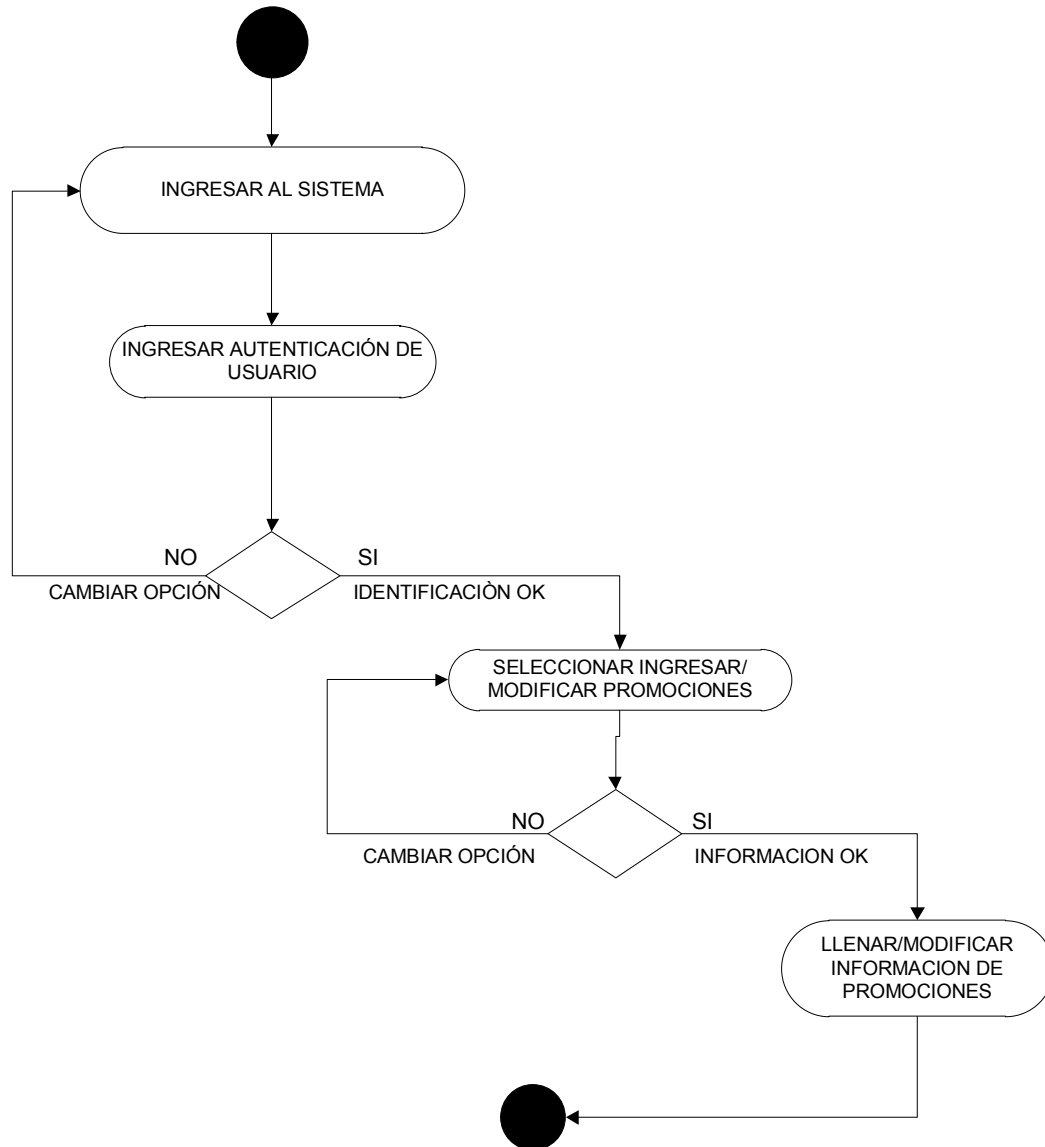 INGRESAR AL SISTEMA
INGRESAR AUTENTICACIÓN DE
USUARIO
NO
SI
CAMBIAR OPCIÓN
IDENTIFICACIÒN OK
SELECCIONAR INGRESAR/
MODIFICAR PROMOCIONES
NO
SI
CAMBIAR OPCIÓN
INFORMACION OK
LLENAR/MODIFICAR
INFORMACION DE
PROMOCIONES